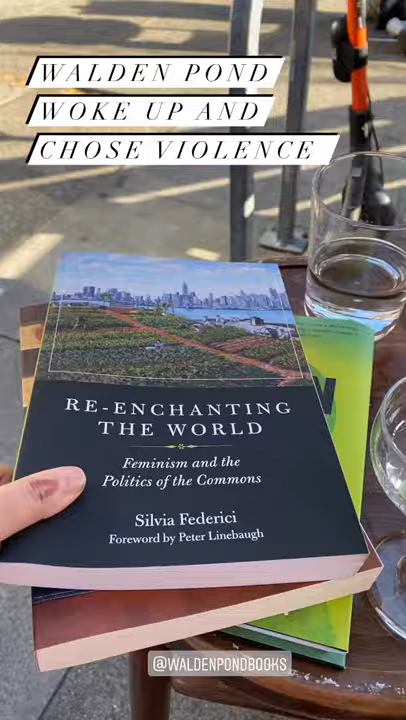 WALDEN POND
WOKE UP AND
CHOSE VIOLENCE
RE-ENCHANTING
THE WORLD
Feminism and the
Politics of the Commons
Silvia Federici
Foreword by Peter Linebaugh
@WALDENPONDBOOKS